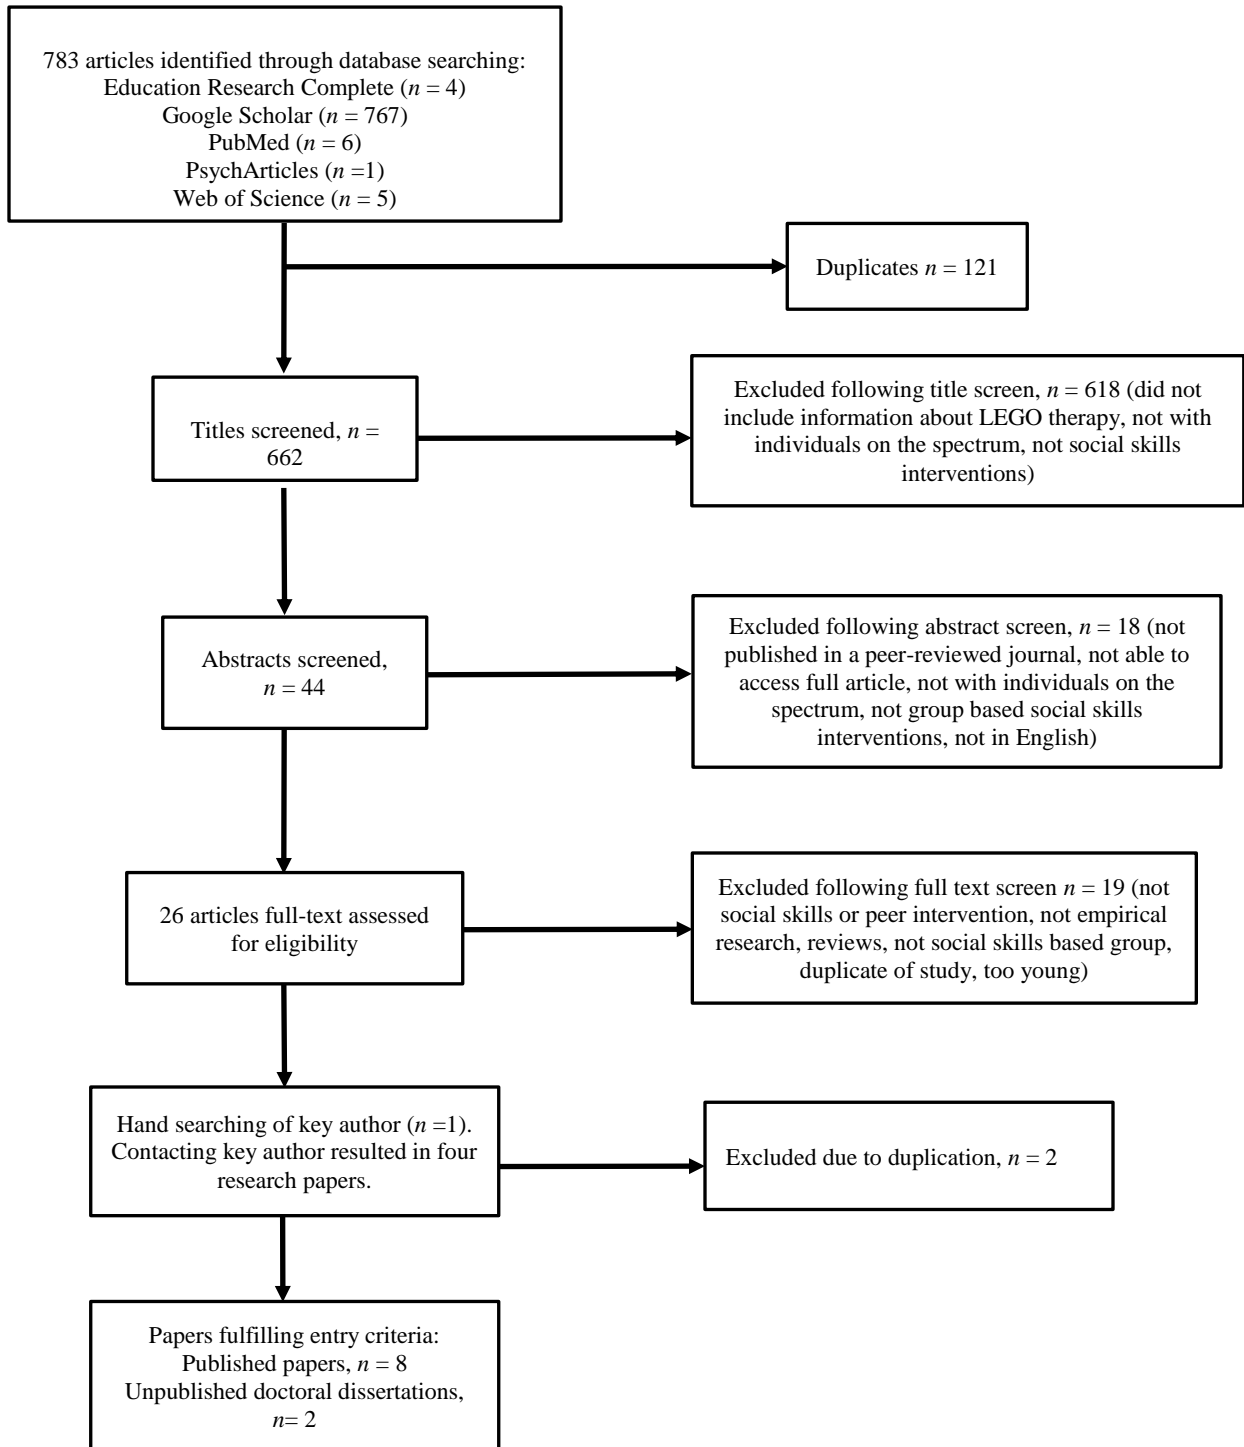 783 articles identified through database searching:
Education Research Complete (n = 4)
Google Scholar (n = 767)
PubMed (n = 6)
PsychArticles (n =1)
Web of Science (n = 5)
Duplicates n = 121
Titles screened, n =
662
Excluded following title screen, n = 618 (did not
include information about LEGO therapy, not with
individuals on the spectrum, not social skills
interventions)
Abstracts screened,
n = 44
Excluded following abstract screen, n = 18 (not
published in a peer-reviewed journal, not able to
access full article, not with individuals on the
spectrum, not group based social skills
interventions, not in English)
26 articles full-text assessed
for eligibility
Excluded following full text screen n = 19 (not
social skills or peer intervention, not empirical
research, reviews, not social skills based group,
duplicate of study, too young)
Hand searching of key author (n =1).
Contacting key author resulted in four
research papers.
Excluded due to duplication, n = 2
Papers fulfilling entry criteria:
Published papers, n = 8
Unpublished doctoral dissertations,
n= 2